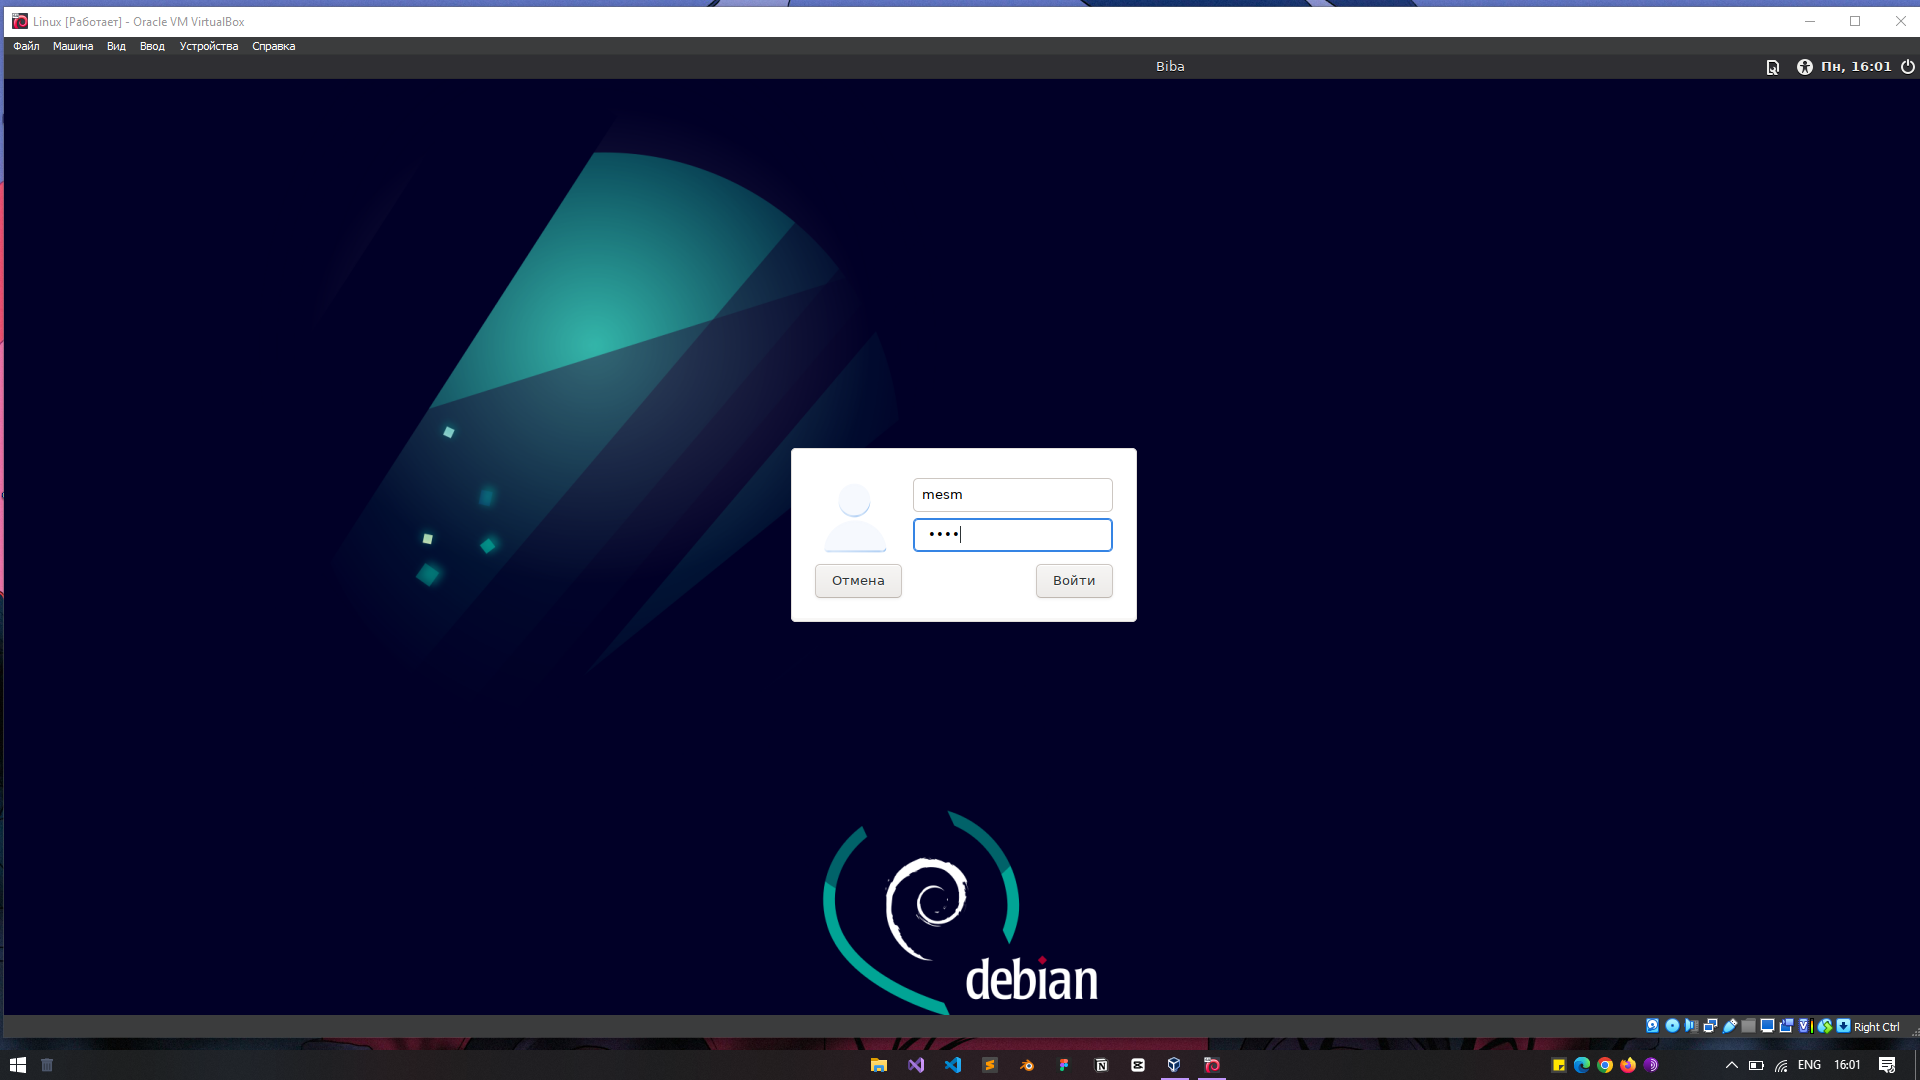 Linux [Работает] - Oracle VM VirtualBox
Файл Машина Вид Ввод Устройства Справка
Biba
Пн, 16:01
mesm
••••
Отмена
Войти
debian
Right Ctrl
ENG
16:01